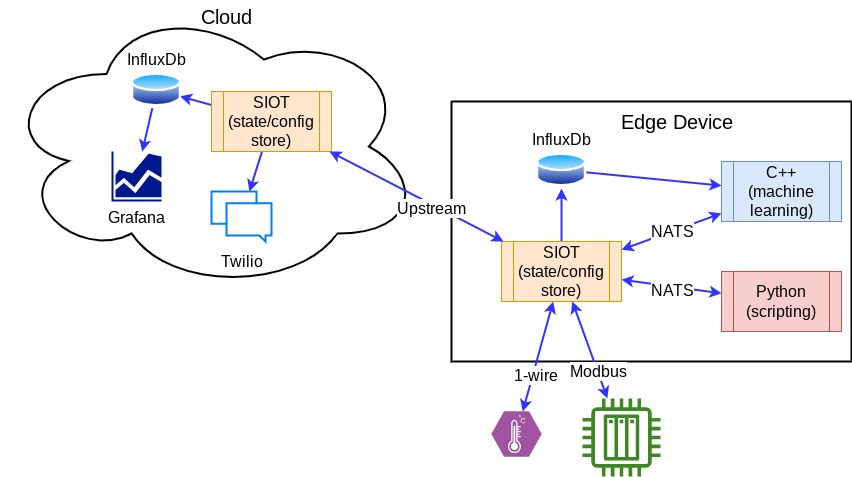 Cloud
InfluxDb
SIOT
(state/config
store)
Grafana
Twilio
Upstream
Edge Device
InfluxDb
C++
(machine
learning)
NATS
SIOT
(state/config
store)
NATS
Python
(scripting)
1-wire
Modbus
°C